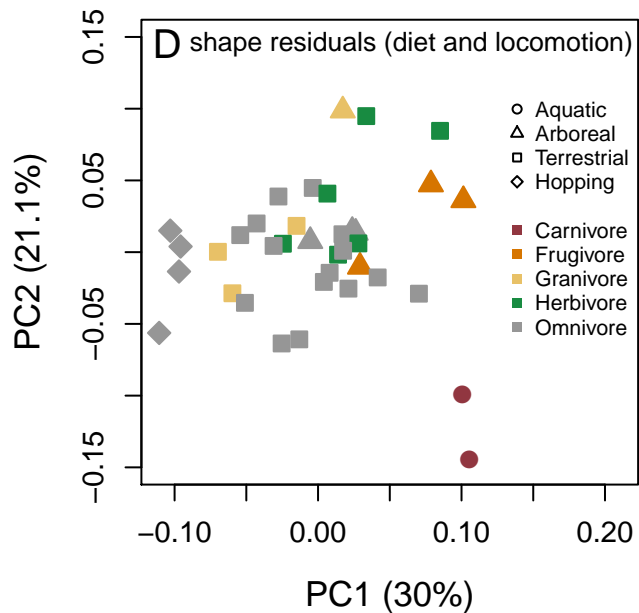 D shape residuals (diet and locomotion)
Aquatic
Arboreal
Terrestrial
Hopping
Carnivore
Frugivore
Granivore
Herbivore
Omnivore
PC2 (21.1%)
0.15
0.05
−0.05
−0.15
−0.10
0.00
0.10
0.20
PC1 (30%)